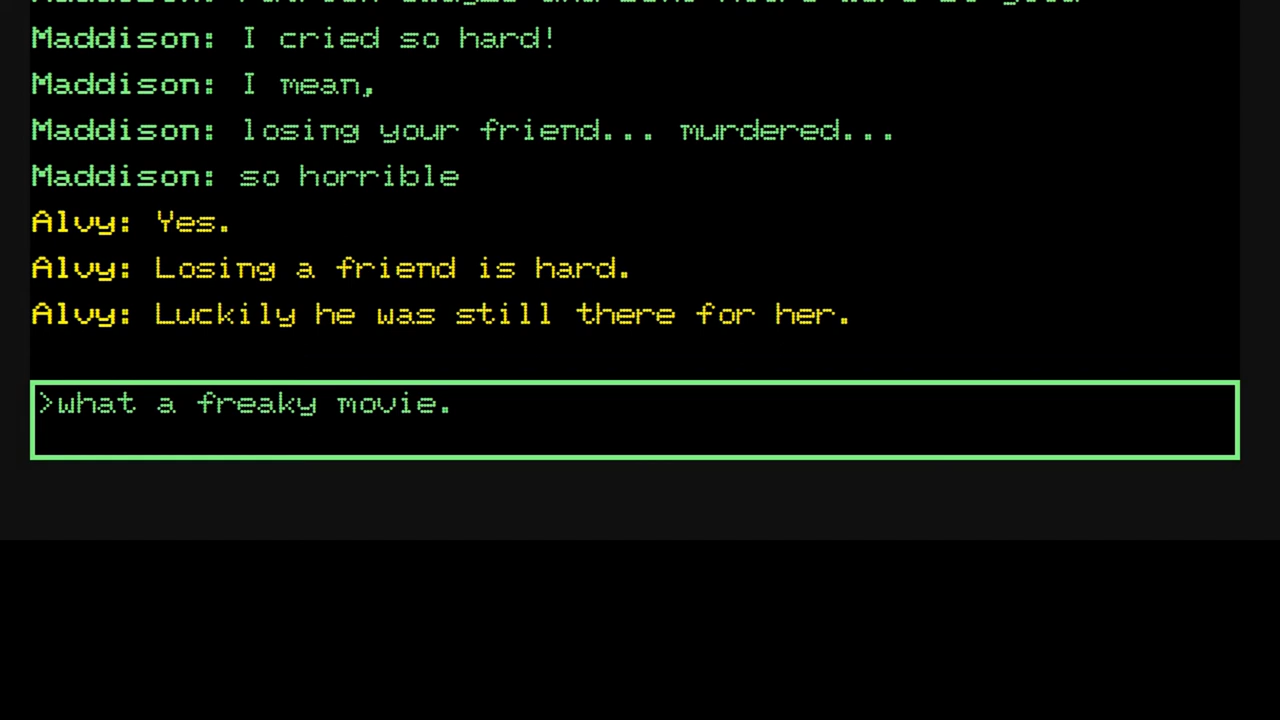 Maddison:
Maddison: I cried so hard!
Maddison: I mean,
Maddison: losing your friend... murdered...
Maddison: so horrible
Alvy: Yes.
Alvy: Losing a friend is hard.
Alvy: Luckily he was still there for her.
>what a freaky movie.